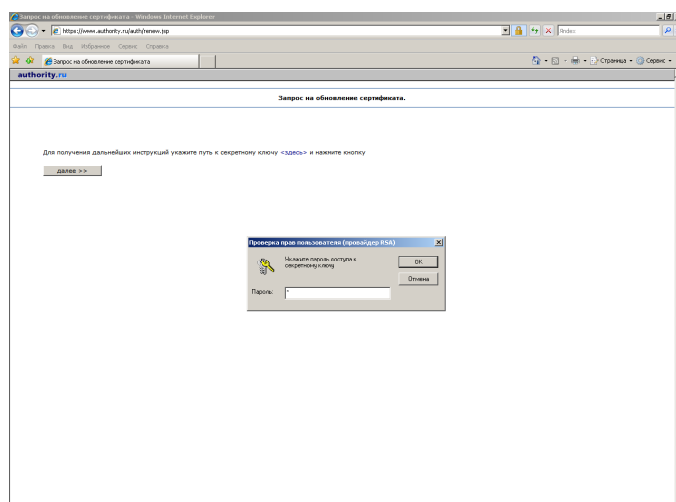 Запрос на обновление сертификата - Windows Internet Explorer
https://www.authority.ru/auth/renew.jsp
Yandex
Файл Правка Вид Избранное Сервис Справка
Запрос на обновление сертификата
Страница Сервис
authority.ru
Запрос на обновление сертификата.
Для получения дальнейших инструкций укажите путь к секретному ключу <здесь> и нажмите кнопку
далее >>
Проверка прав пользователя (провайдер RSA)
Укажите пароль доступа к
секретному ключу
OK
Отмена
Пароль: *